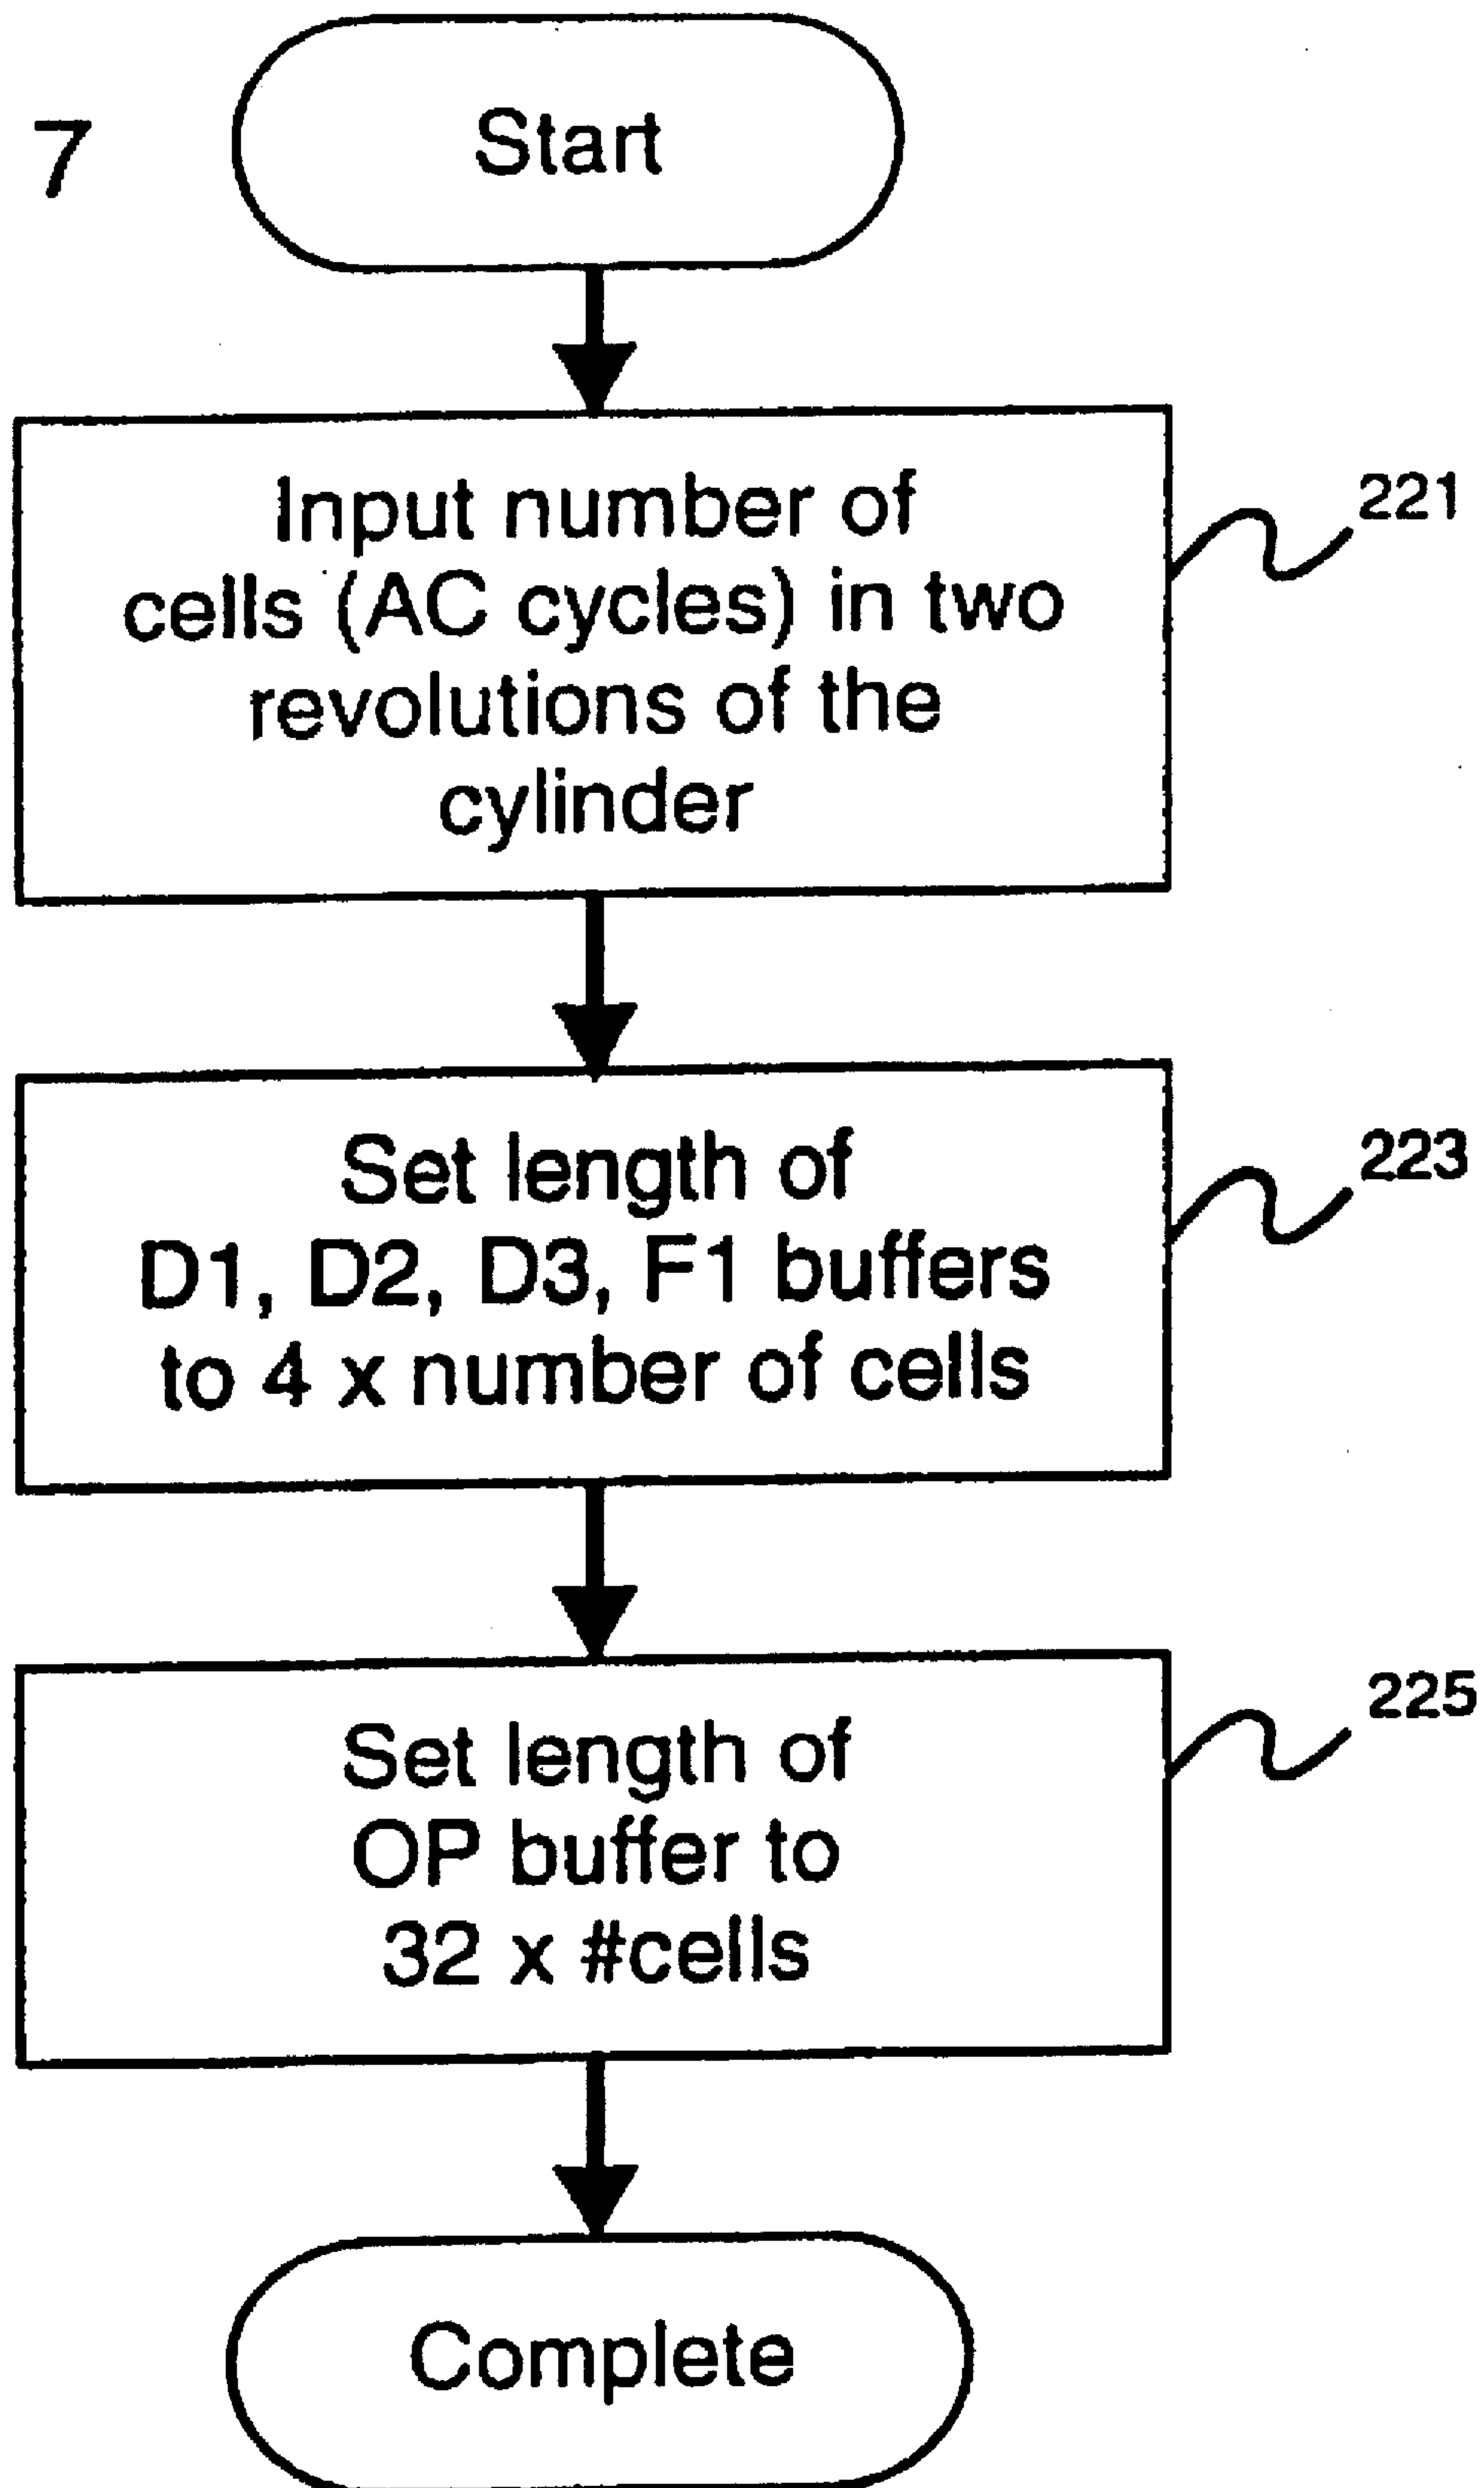 7
Start
Input number of
cells (AC cycles) in two
revolutions of the
cylinder
221
Set length of
D1, D2, D3, F1 buffers
to 4 x number of cells
223
Set length of
OP buffer to
32 x #cells
225
Complete